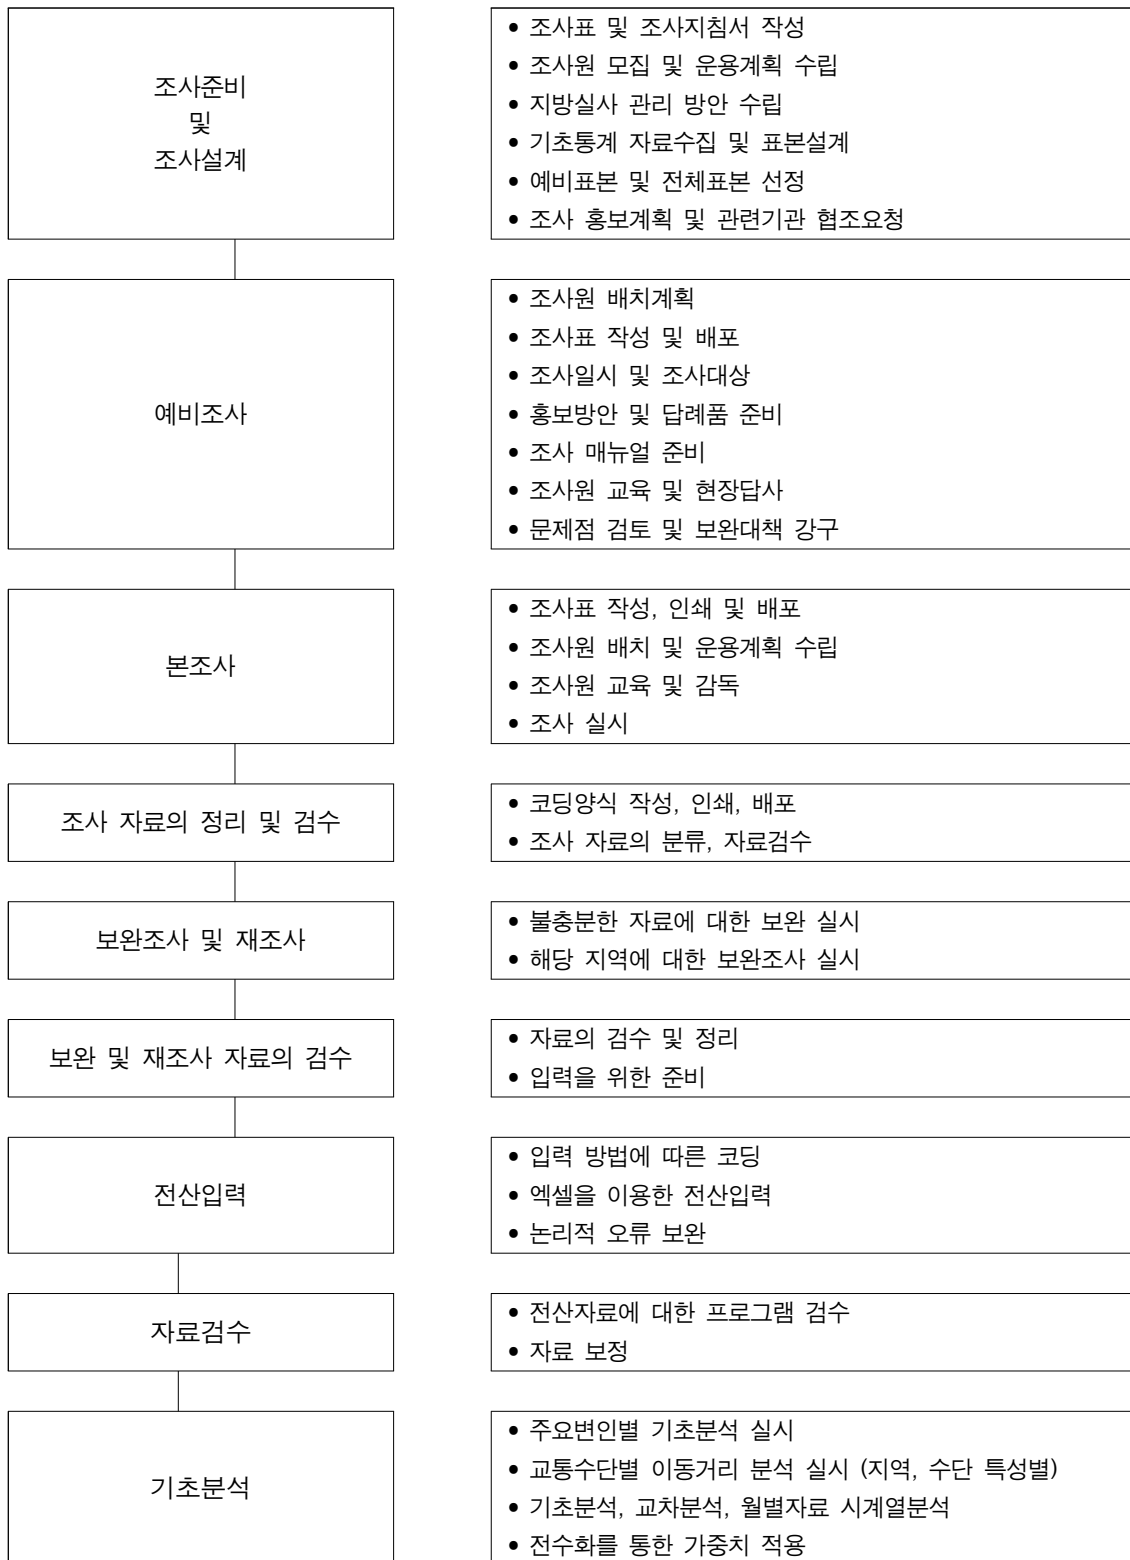 조사준비
및
조사설계
• 조사표 및 조사지침서 작성
• 조사원 모집 및 운용계획 수립
• 지방실사 관리 방안 수립
• 기초통계 자료수집 및 표본설계
• 예비표본 및 전체표본 선정
• 조사 홍보계획 및 관련기관 협조요청
예비조사
• 조사원 배치계획
• 조사표 작성 및 배포
• 조사일시 및 조사대상
• 홍보방안 및 답례품 준비
• 조사 매뉴얼 준비
• 조사원 교육 및 현장답사
• 문제점 검토 및 보완대책 강구
본조사
• 조사표 작성, 인쇄 및 배포
• 조사원 배치 및 운용계획 수립
• 조사원 교육 및 감독
• 조사 실시
조사 자료의 정리 및 검수
• 코딩양식 작성, 인쇄, 배포
• 조사 자료의 분류, 자료검수
보완조사 및 재조사
• 불충분한 자료에 대한 보완 실시
• 해당 지역에 대한 보완조사 실시
보완 및 재조사 자료의 검수
• 자료의 검수 및 정리
• 입력을 위한 준비
전산입력
• 입력 방법에 따른 코딩
• 엑셀을 이용한 전산입력
• 논리적 오류 보완
자료검수
• 전산자료에 대한 프로그램 검수
• 자료 보정
기초분석
• 주요변인별 기초분석 실시
• 교통수단별 이동거리 분석 실시 (지역, 수단 특성별)
• 기초분석, 교차분석, 월별자료 시계열분석
• 전수화를 통한 가중치 적용